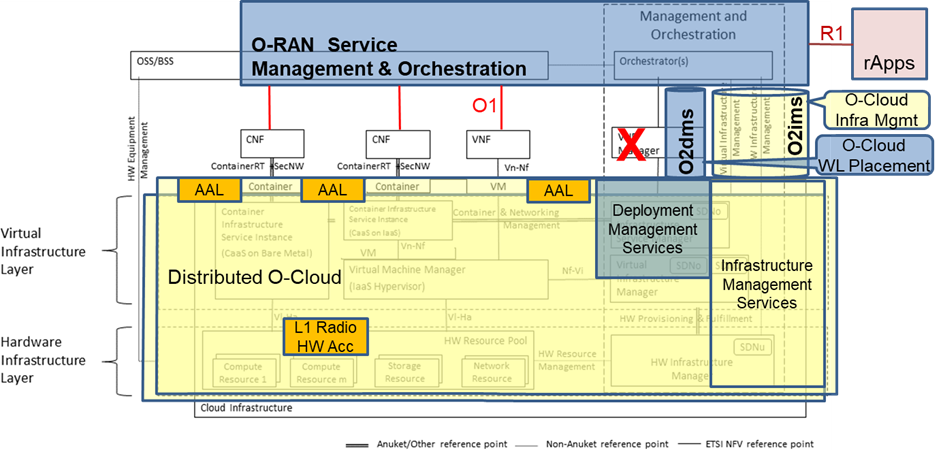 Management and
Orchestration
O-RAN Service
Management & Orchestration
R1
rApps
OSS/BSS
Orchestrator(s)
O1
O2dms
O2ims
Virtual Infrastructure
Management
Infrastructure
Management
O-Cloud
Infra Mgmt
HW Equipment
Management
CNF
CNF
VNF
X
Manager
O-Cloud
WL Placement
ContainerRT
SecNW
ContainerRT
SecNW
Vn-Nf
AAL
Container
AAL
Container
VM
AAL
Container
Infrastructure
Service Instance
(CaaS on Bare Metal)
Container Infrastructure
Service Instance
(CaaS on IaaS)
Container & Networking
Management
Deployment
Management
Services
SDNo
Manager
Virtual
Infrastructure
Layer
Vn-Nf
VM
Distributed O-Cloud
Virtual Machine Manager
(IaaS Hypervisor)
Nf-Vi
Virtual
Infrastructure
Manager
SDNo
SDNu
Infrastructure
Management
Services
Vi-Ha
Vi-Ha
HW Provisioning & Fulfillment
L1 Radio
HW Acc
Hardware
Infrastructure
Layer
HW Resource Pool
Compute
Resource 1
Compute
Resource m
Storage
Resource
Network
Resource
HW Resource
Management
HW Infrastructure
Manager
SDNu
Cloud Infrastructure
Anuket/Other reference point
Non-Anuket reference point
ETSI NFV reference point